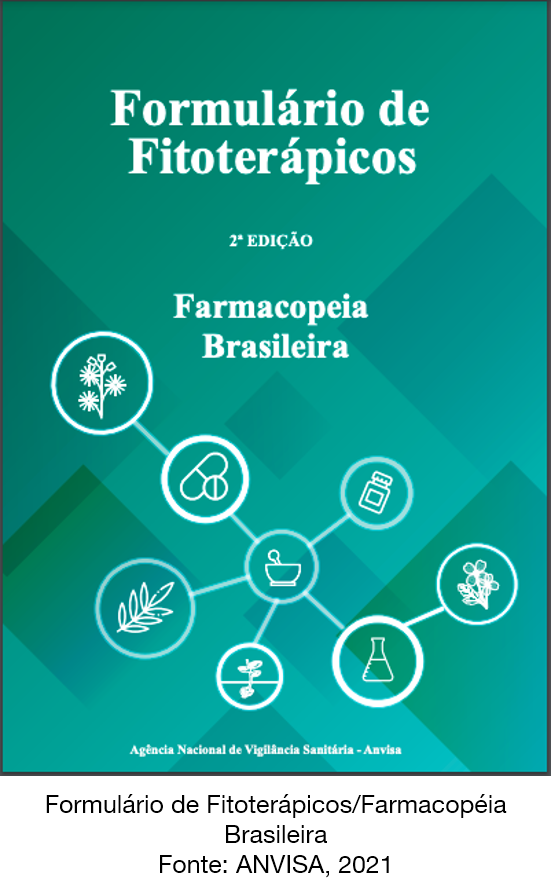 Formulário de
Fitoterápicos
2ª EDIÇÃO
Farmacopeia
Brasileira
Agência Nacional de Vigilância Sanitária - Anvisa
Formulário de Fitoterápicos/Farmacopéia
Brasileira
Fonte: ANVISA, 2021